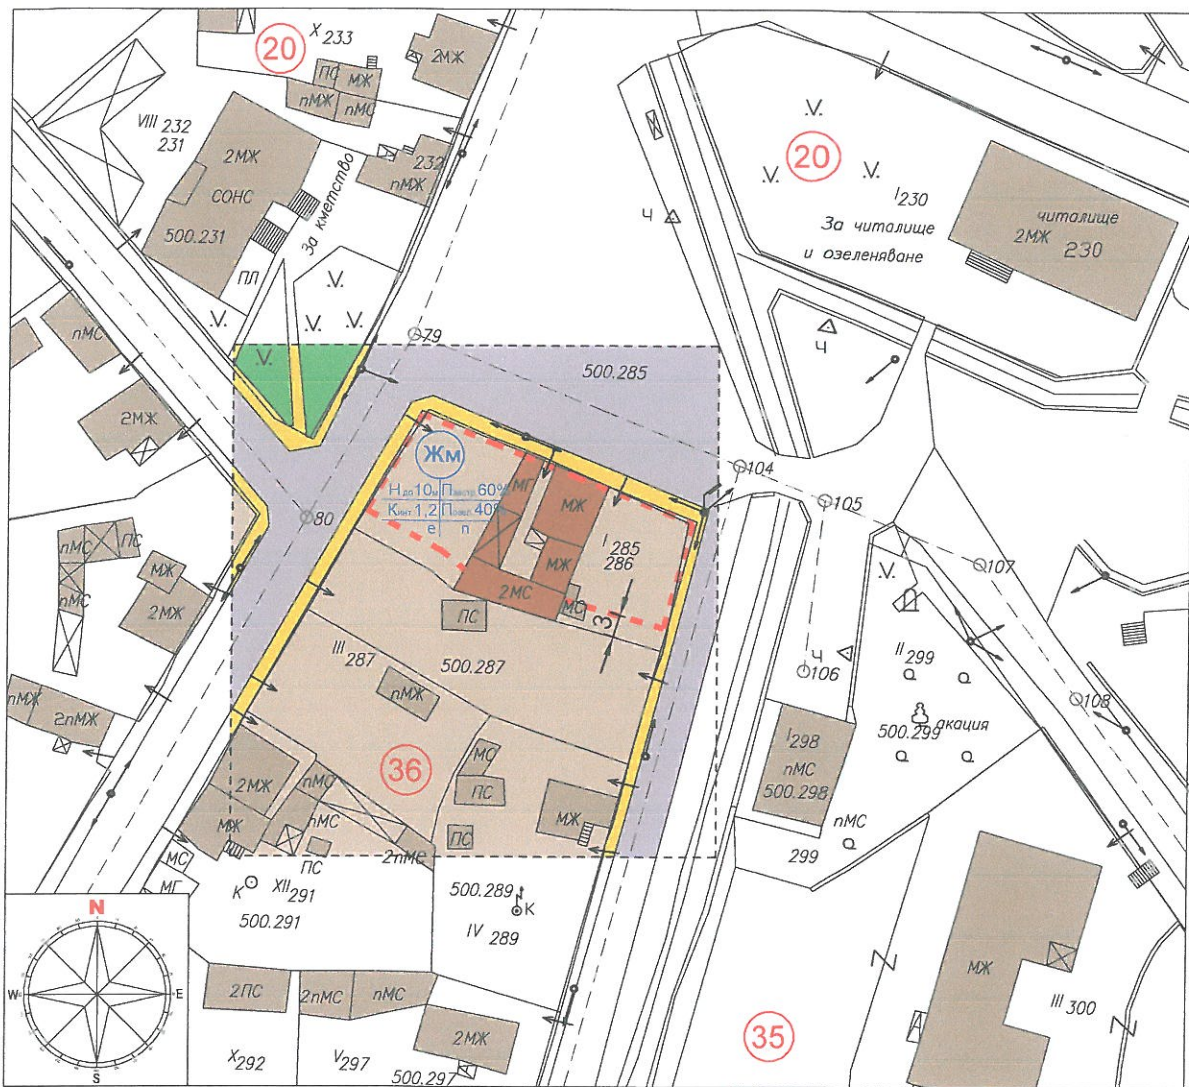 X 233
20
2МЖ
ПС
МЖ
пМЖ
пМС
VIII 232
231
2МЖ
СОНС
500.231
232
пМЖ
За кметство
ПЛ
.V.
.V.
.V.
.V.
.V.
.V.
.V.
.V.
20
I 230
За читалище
и озеленяване
читалище
2МЖ
230
Ч
Ч
79
500.285
пМС
2МЖ
Жм
Н до 10м
П застр. 60%
Кинт 1,2
П озел. 40%
е
п
МГ
МЖ
МЖ
2МС
МС
I 285
286
3
104
105
107
80
пМС
ПС
пМС
МЖ
2МЖ
ПС
III 287
500.287
пМЖ
Ч
106
.V.
II 299
акация
500.299
108
пМЖ
2пМЖ
I 298
пМС
500.298
36
2МЖ
пМС
МС
ПС
МЖ
МЖ
пМС
ПС
2пМС
ПС
пМС
299
МС
МГ
К
XII 291
500.291
500.289
К
IV 289
N
W
E
S
2ПС
2пМС
пМС
2МЖ
X 292
V 297
500.297
35
МЖ
III 300